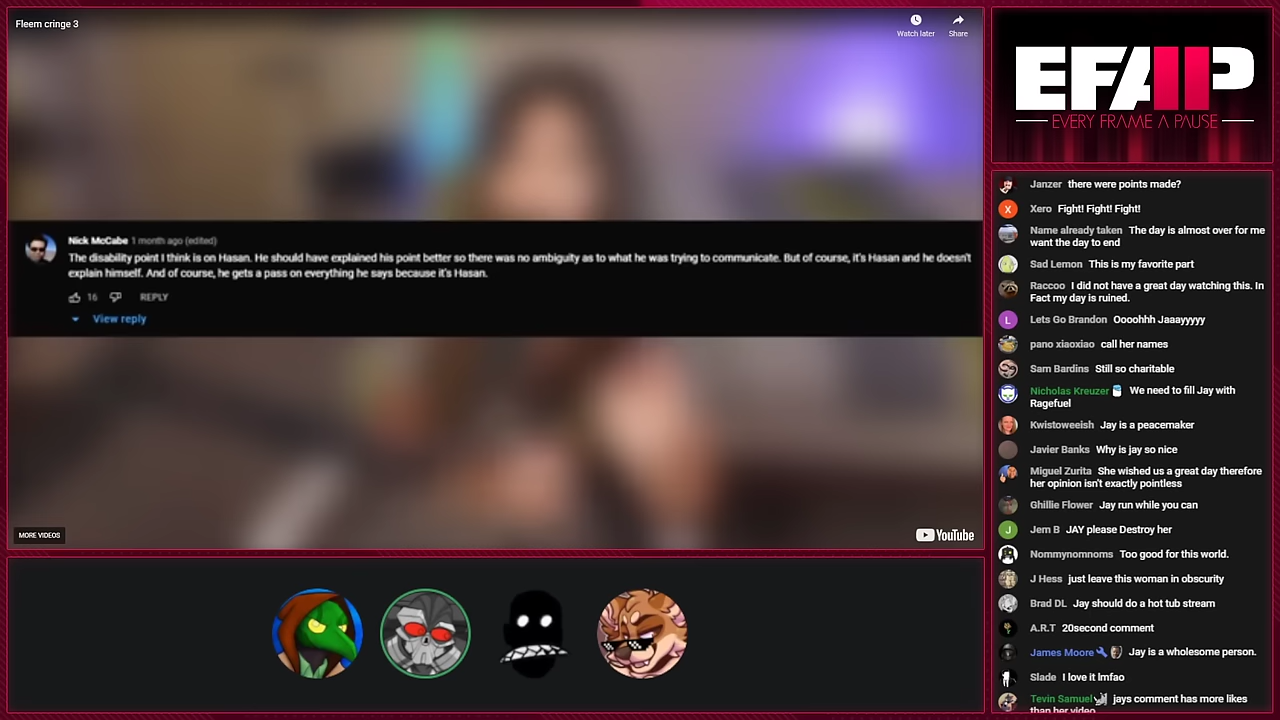 Fleem cringe 3
Watch later
Share
Nick McCabe 1 month ago (edited)
The disability point I think is on Hasan. He should have explained his point better so there was no ambiguity as to what he was trying to communicate. But of course, it's Hasan and he doesn't
explain himself. And of course, he gets a pass on everything he says because it's Hasan.
16 REPLY
View reply
MORE VIDEOS
YouTube
EFAP
EVERY FRAME A PAUSE
Janzer there were points made?
X Xero Fight! Fight! Fight!
Name already taken The day is almost over for me
want the day to end
Sad Lemon This is my favorite part
Raccoo I did not have a great day watching this. In
Fact my day is ruined.
L Lets Go Brandon Ooohhh Jaaayyyyy
pano xiaoxiao call her names
Sam Bardins Still so charitable
Nicholas Kreuzer We need to fill Jay with
Ragefuel
Kwistoweeish Jay is a peacemaker
Javier Banks Why is jay so nice
Miguel Zurita She wished us a great day therefore
her opinion isn't exactly pointless
Ghillie Flower Jay run while you can
J Jem B JAY please Destroy her
Nommynomnoms Too good for this world.
J Hess just leave this woman in obscurity
Brad DL Jay should do a hot tub stream
A.R.T 20second comment
James Moore Jay is a wholesome person.
Slade I love it lmfao
Tevin Samuel jays comment has more likes
than her video